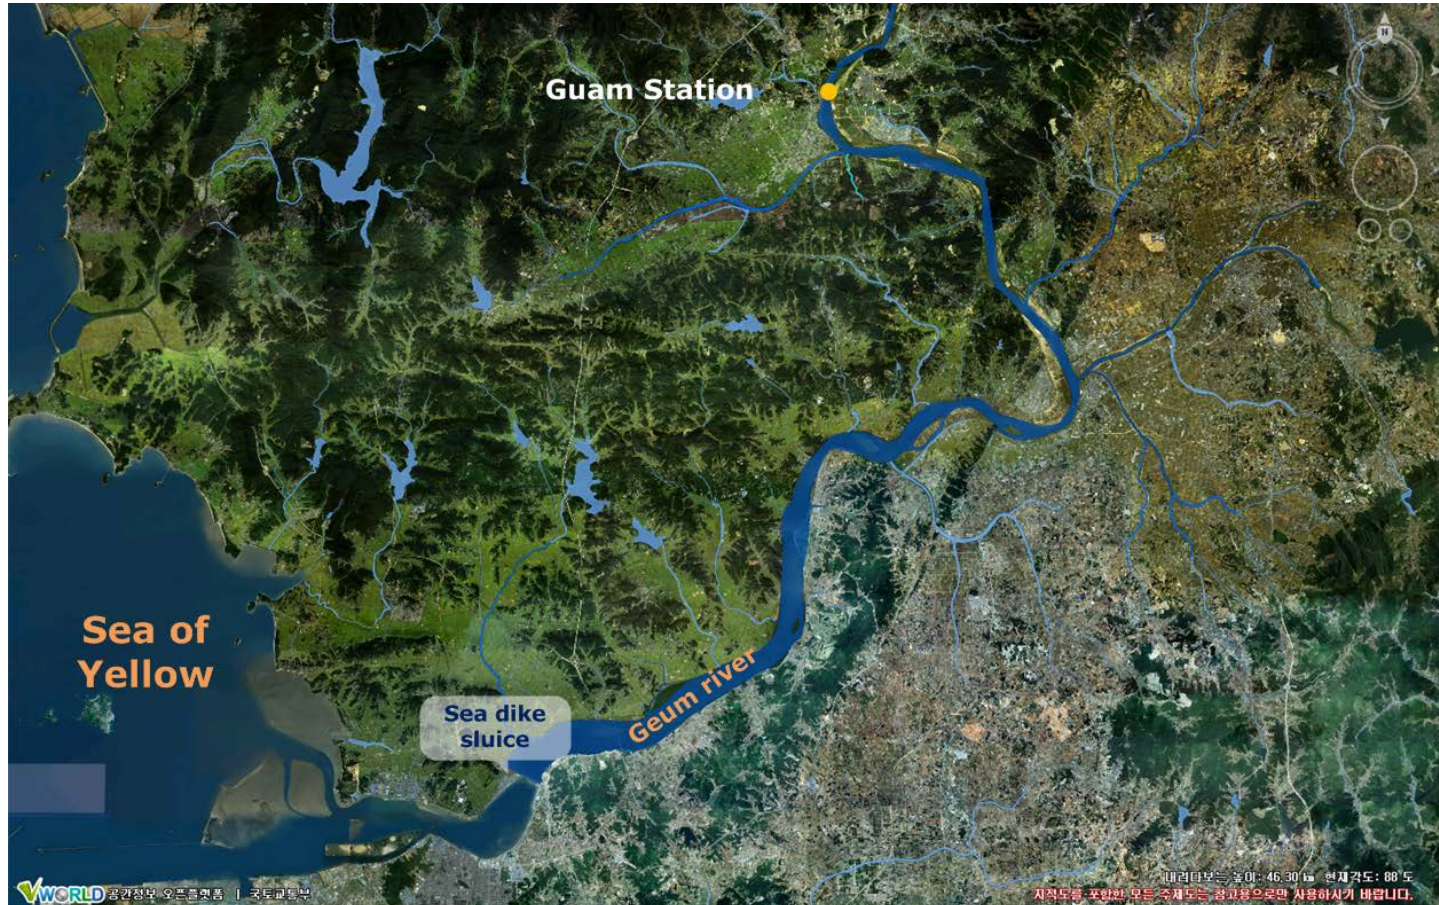 Guam Station
Sea of
Yellow
Geum river
Sea dike
sluice
N
VWORLD 공간정보 오픈플랫폼 | 국토교통부
내려다보는 높이: 46.30 km 현재각도: 88 도
지적도를 포함한 모든 주제도는 참고용으로만 사용하시기 바랍니다.